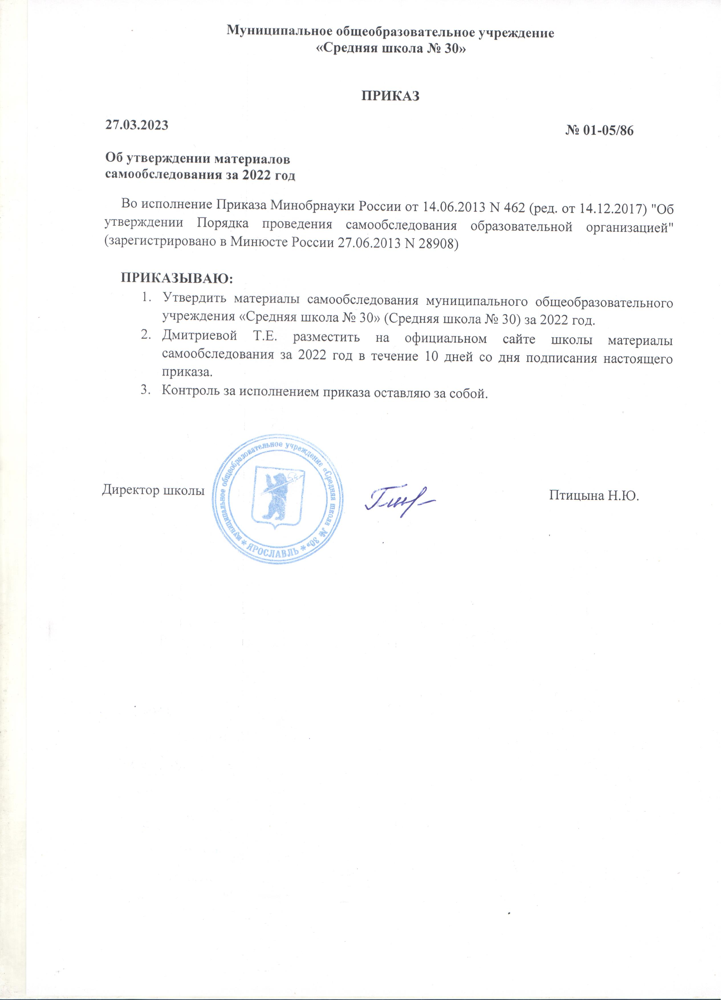 Муниципальное общеобразовательное учреждение
«Средняя школа № 30»
ПРИКАЗ
27.03.2023
№ 01-05/86
Об утверждении материалов
самообследования за 2022 год
Во исполнение Приказа Минобрнауки России от 14.06.2013 N 462 (ред. от 14.12.2017) "Об
утверждении Порядка проведения самообследования образовательной организацией"
(зарегистрировано в Минюсте России 27.06.2013 N 28908)
ПРИКАЗЫВАЮ:
1. Утвердить материалы самообследования муниципального общеобразовательного
учреждения «Средняя школа № 30» (Средняя школа № 30) за 2022 год.
2. Дмитриевой Т.Е. разместить на официальном сайте школы материалы
самообследования за 2022 год в течение 10 дней со дня подписания настоящего
приказа.
3. Контроль за исполнением приказа оставляю за собой.
Директор школы
муниципальное общеобразовательное учреждение «Средняя школа № 30»
* ЯРОСЛАВЛЬ *
Птицына Н.Ю.